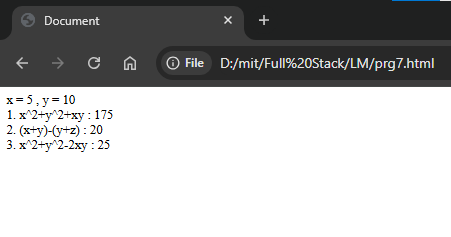 Document
File D:/mit/Full%20Stack/LM/prg7.html
x = 5 , y = 10
1. x^2+y^2+xy : 175
2. (x+y)-(y+z) : 20
3. x^2+y^2-2xy : 25